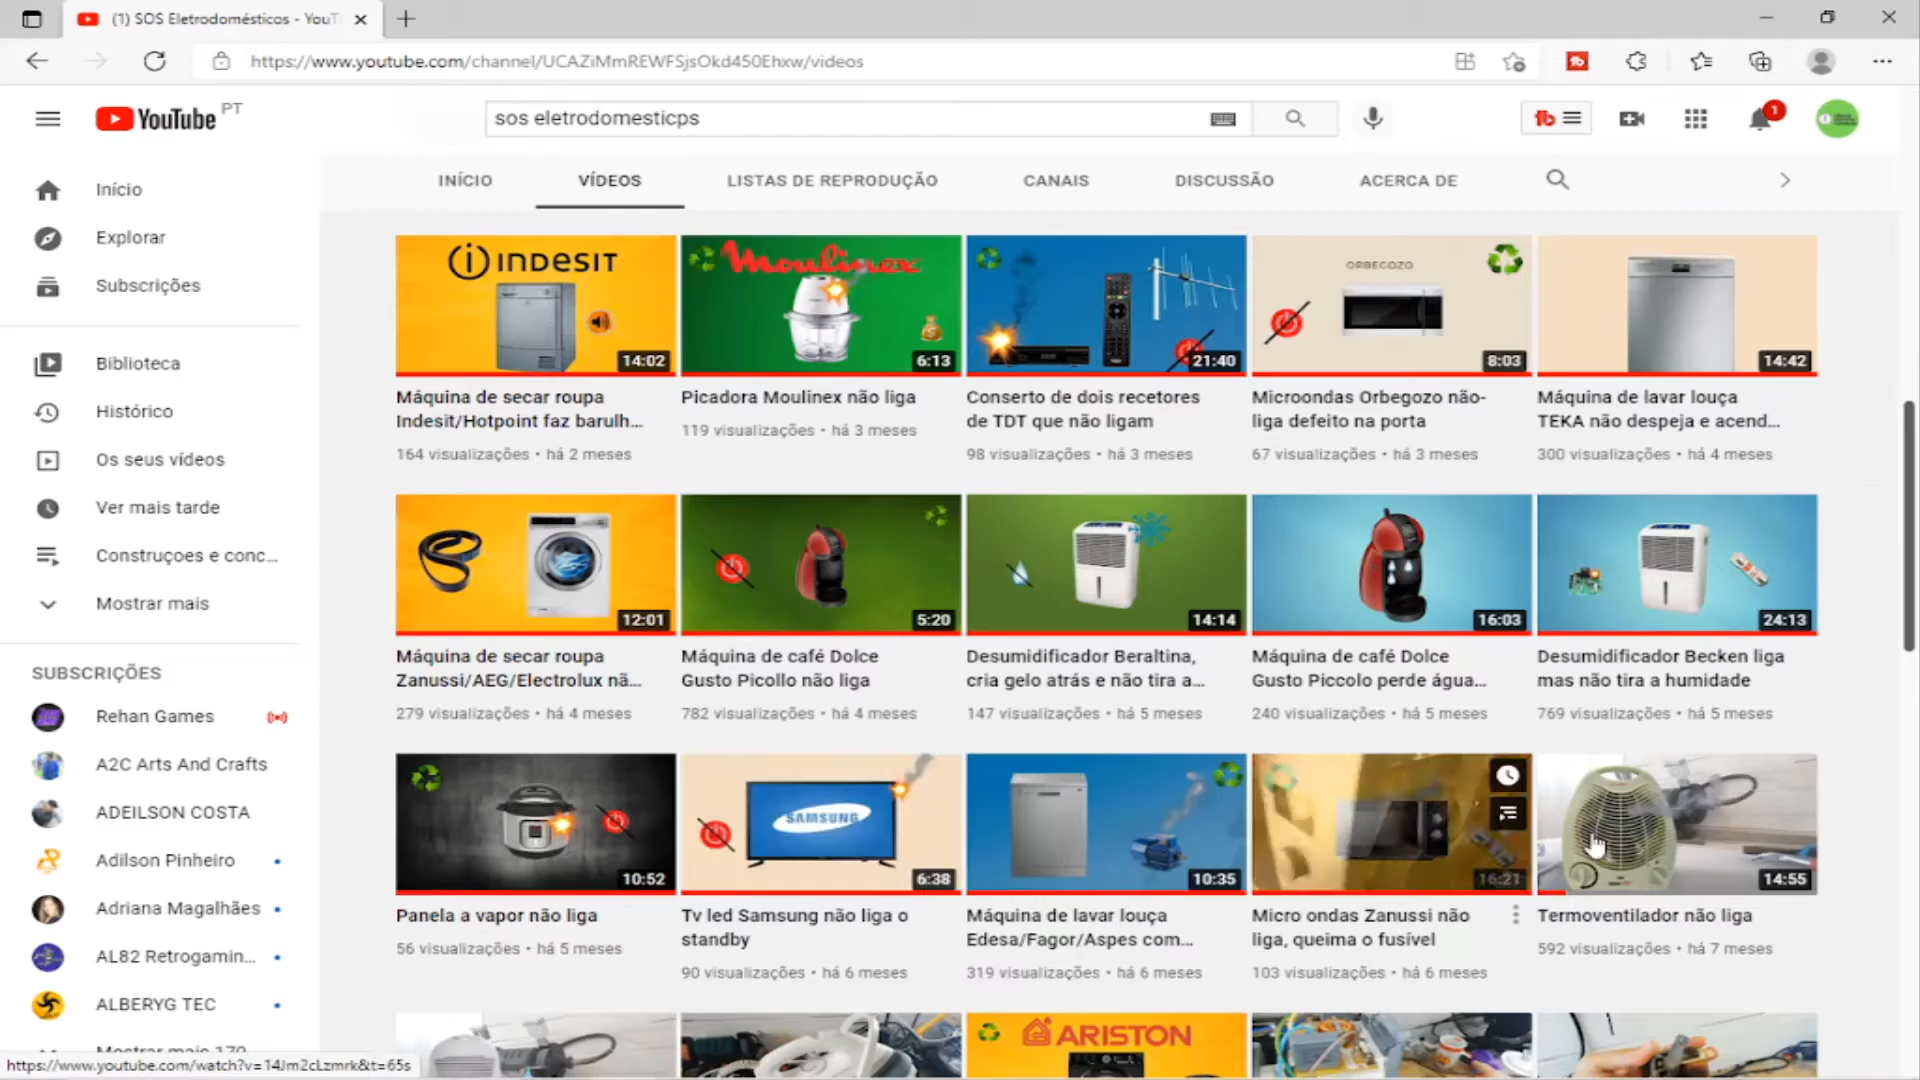 (1) SOS Eletrodomésticos - YouT
https://www.youtube.com/channel/UCAZiMmREWFSjsOkd450Ehxw/videos
YouTube PT
sos eletrodomesticps
1
INÍCIO
VÍDEOS
LISTAS DE REPRODUÇÃO
CANAIS
DISCUSSÃO
ACERCA DE
Início
Explorar
Subscrições
Biblioteca
Histórico
Os seus vídeos
Ver mais tarde
Construçoes e conc...
Mostrar mais
SUBSCRIÇÕES
Rehan Games
A2C Arts And Crafts
ADEILSON COSTA
Adilson Pinheiro
Adriana Magalhães
AL82 Retrogamin...
ALBERYG TEC
Mostrar mais 170
https://www.youtube.com/watch?v=14Jm2cLzmrk&t=65s
INDESIT
14:02
Máquina de secar roupa
Indesit/Hotpoint faz barulh...
164 visualizações • há 2 meses
Moulinex
6:13
Picadora Moulinex não liga
119 visualizações • há 3 meses
21:40
Conserto de dois recetores
de TDT que não ligam
98 visualizações • há 3 meses
ORBEGOZO
8:03
Microondas Orbegozo não-
liga defeito na porta
67 visualizações • há 3 meses
14:42
Máquina de lavar louça
TEKA não despeja e acend...
300 visualizações • há 4 meses
12:01
Máquina de secar roupa
Zanussi/AEG/Electrolux nã...
279 visualizações • há 4 meses
5:20
Máquina de café Dolce
Gusto Picollo não liga
782 visualizações • há 4 meses
14:14
Desumidificador Beraltina,
cria gelo atrás e não tira a...
147 visualizações • há 5 meses
16:03
Máquina de café Dolce
Gusto Piccolo perde água...
240 visualizações • há 5 meses
24:13
Desumidificador Becken liga
mas não tira a humidade
769 visualizações • há 5 meses
10:52
Panela a vapor não liga
56 visualizações • há 5 meses
SAMSUNG
6:38
Tv led Samsung não liga o
standby
90 visualizações • há 6 meses
10:35
Máquina de lavar louça
Edesa/Fagor/Aspes com...
319 visualizações • há 6 meses
16:21
Micro ondas Zanussi não
liga, queima o fusível
103 visualizações • há 6 meses
14:55
Termoventilador não liga
592 visualizações • há 7 meses
ARISTON